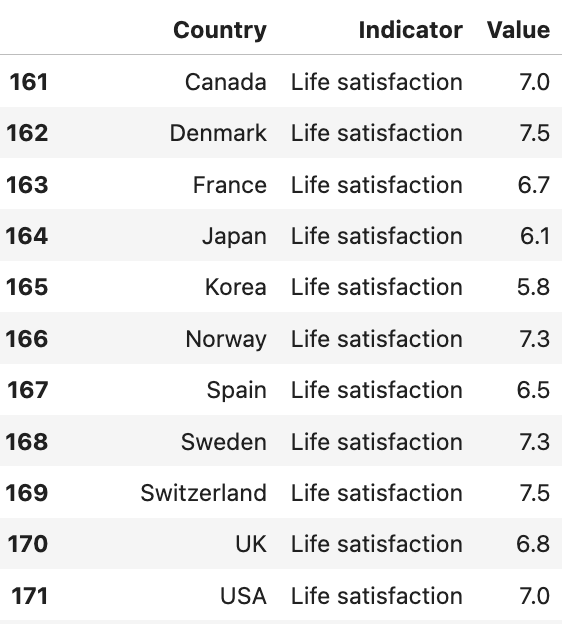 Country Indicator Value
161 Canada Life satisfaction 7.0
162 Denmark Life satisfaction 7.5
163 France Life satisfaction 6.7
164 Japan Life satisfaction 6.1
165 Korea Life satisfaction 5.8
166 Norway Life satisfaction 7.3
167 Spain Life satisfaction 6.5
168 Sweden Life satisfaction 7.3
169 Switzerland Life satisfaction 7.5
170 UK Life satisfaction 6.8
171 USA Life satisfaction 7.0